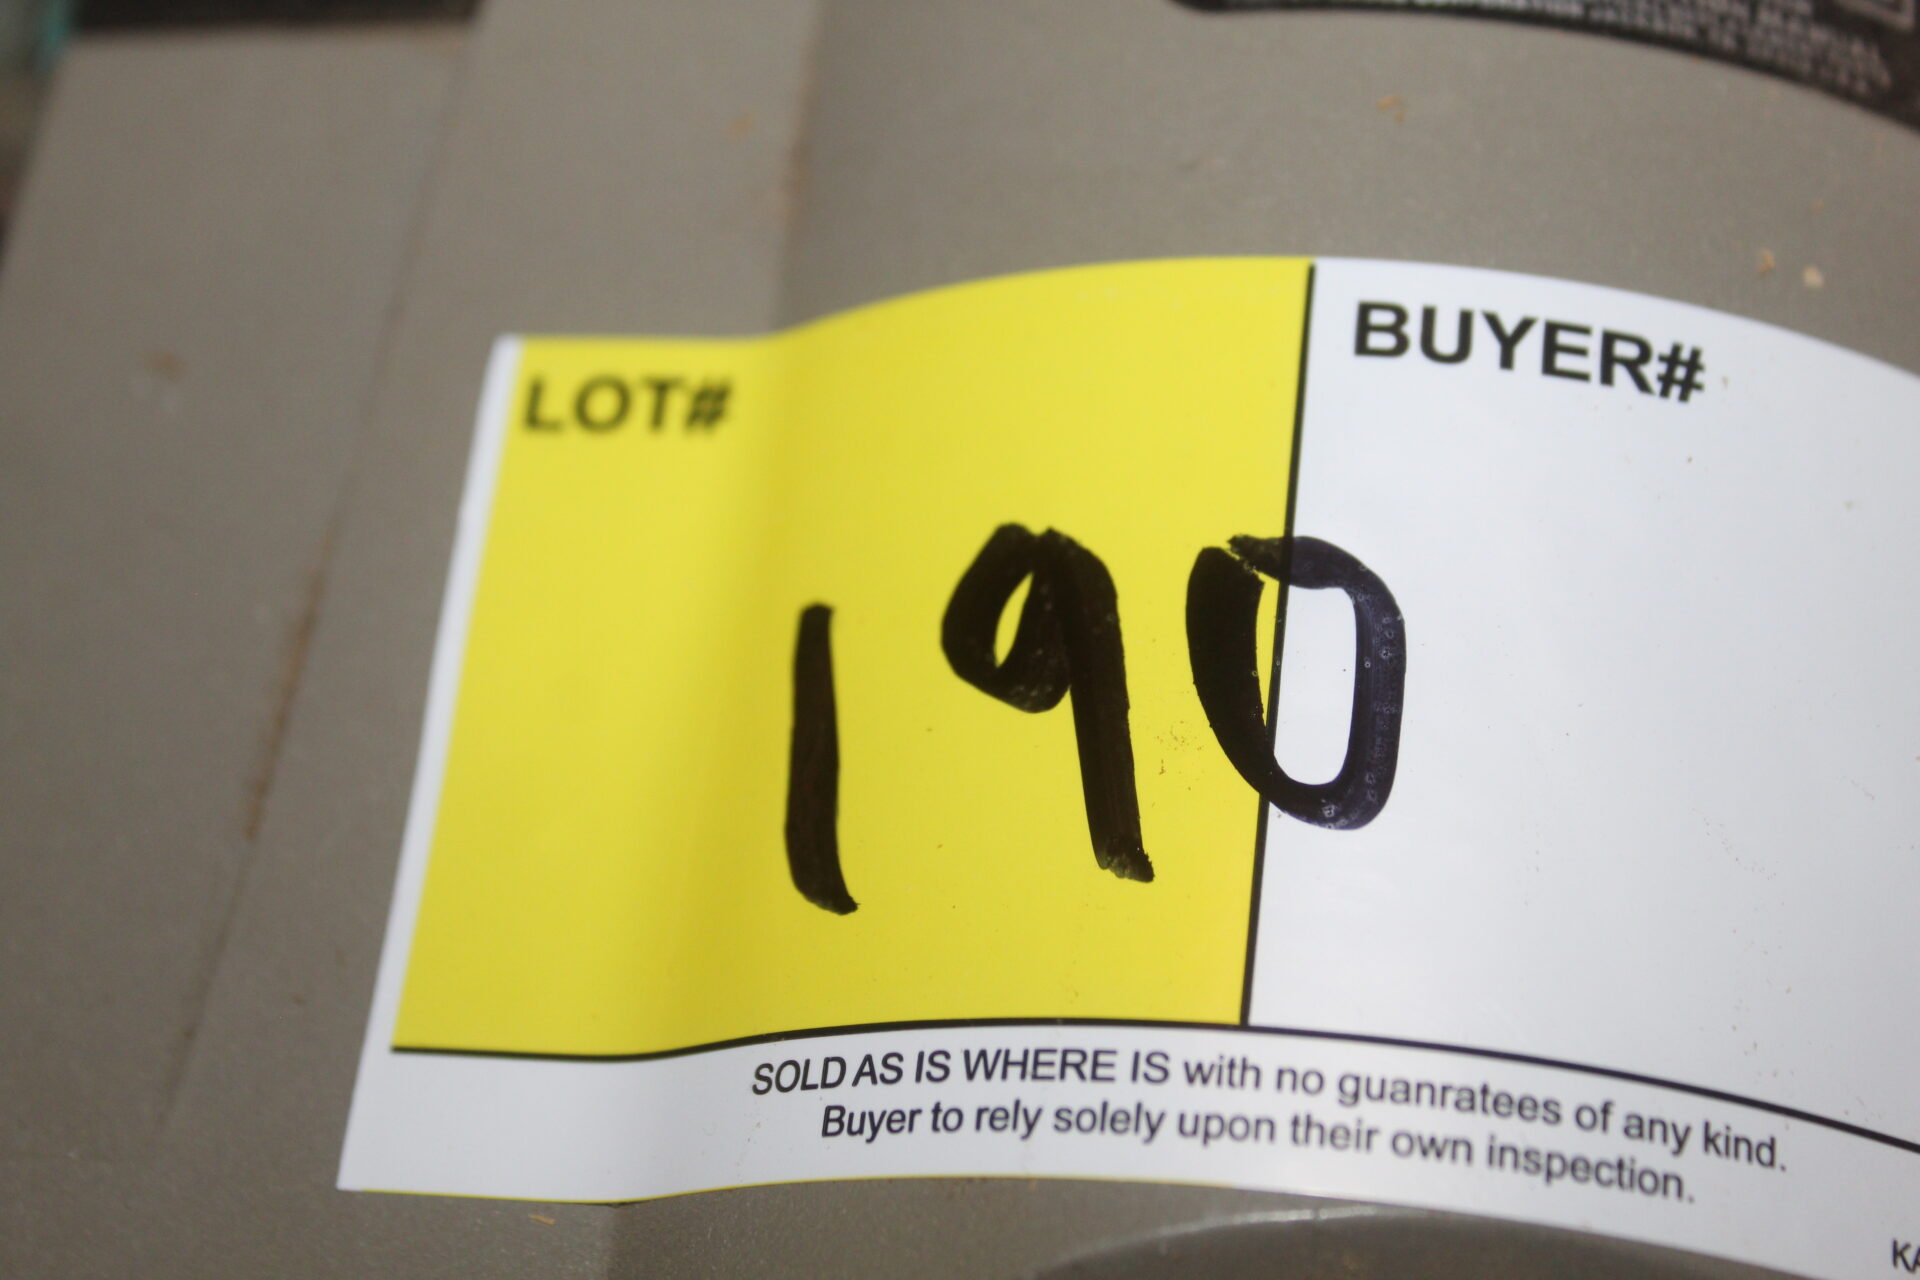 LOT#
BUYER#
190
SOLD AS IS WHERE IS with no guanratees of any kind.
Buyer to rely solely upon their own inspection.